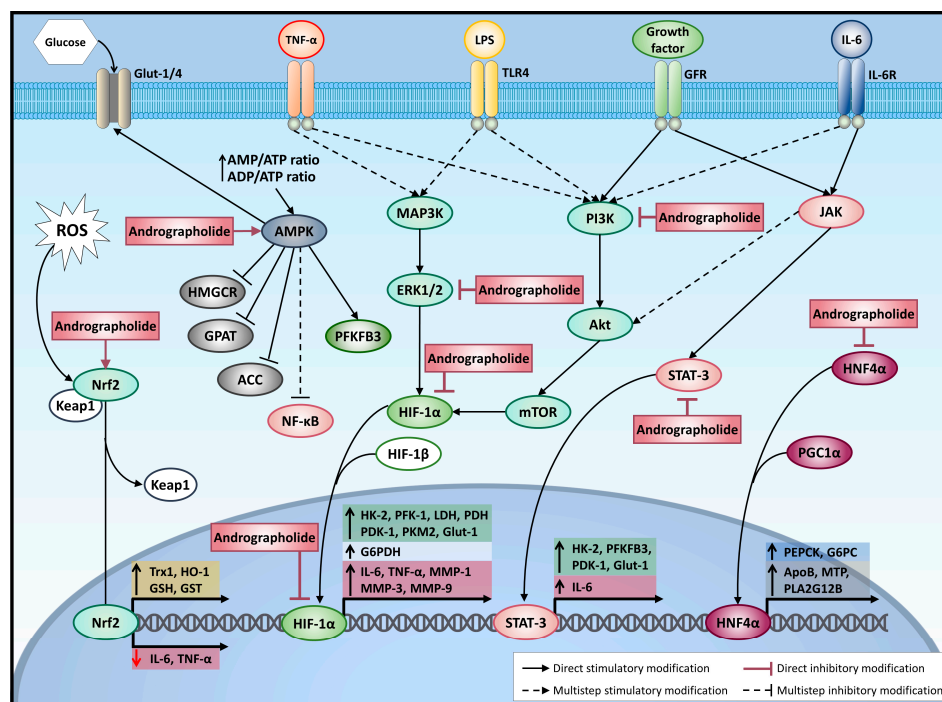 Glucose
TNF-α
LPS
Growth
factor
IL-6
Glut-1/4
TLR4
GFR
IL-6R
AMP/ATP ratio
ADP/ATP ratio
MAP3K
PI3K
Andrographolide
JAK
ROS
Andrographolide
AMPK
HMGCR
ERK1/2
Andrographolide
Andrographolide
GPAT
PFKFB3
Akt
Andrographolide
Andrographolide
Nrf2
ACC
STAT-3
HNF4α
Keap1
NF-κB
HIF-1α
mTOR
Andrographolide
HIF-1β
PGC1α
Keap1
HK-2, PFK-1, LDH, PDH
PDK-1, PKM2, Glut-1
G6PDH
IL-6, TNF-α, MMP-1
MMP-3, MMP-9
Andrographolide
HK-2, PFKFB3,
PDK-1, Glut-1
IL-6
PEPCK, G6PC
ApoB, MTP,
PLA2G12B
Trx1, HO-1
GSH, GST
Nrf2
HIF-1α
STAT-3
HNF4α
IL-6, TNF-α
Direct stimulatory modification
Direct inhibitory modification
Multistep stimulatory modification
Multistep inhibitory modification